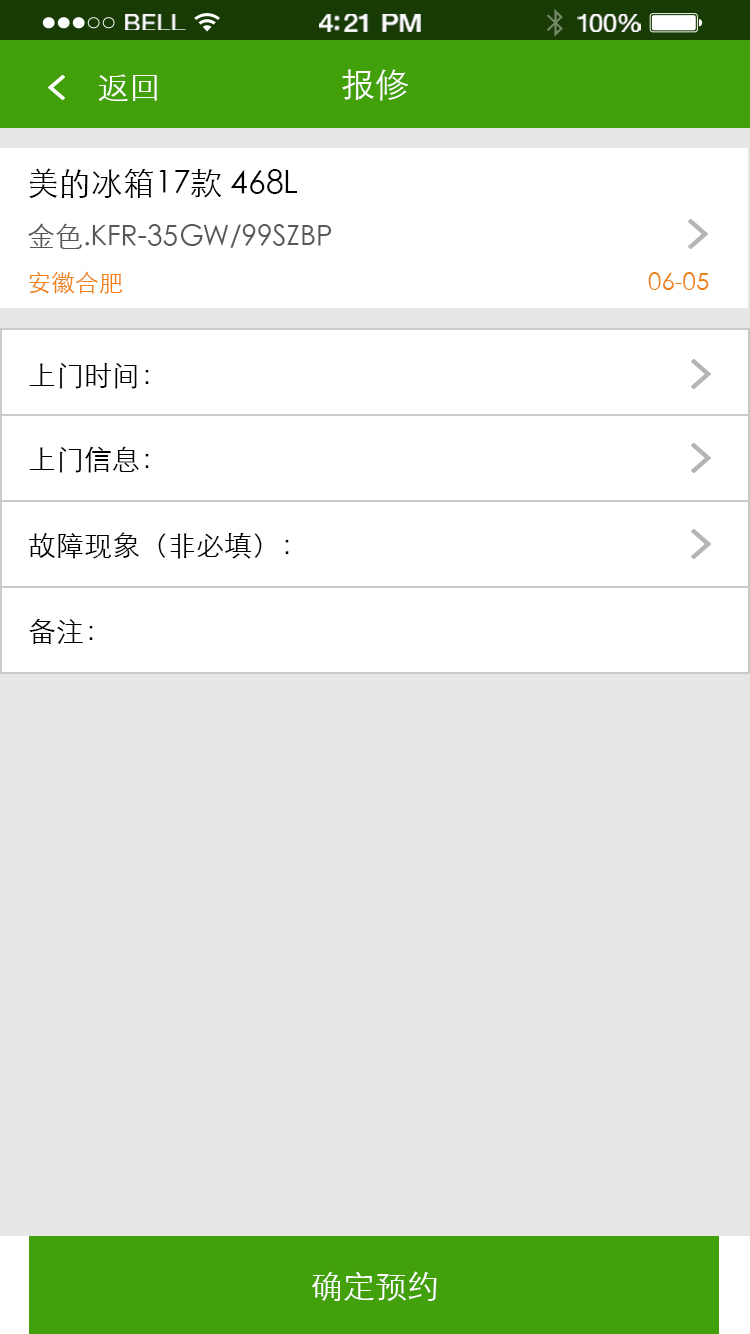 BELL 4:21 PM 100%
返回 报修
美的冰箱17款 468L
金色.KFR-35GW/99SZBP
安徽合肥 06-05
上门时间：
上门信息：
故障现象（非必填）：
备注：
确定预约